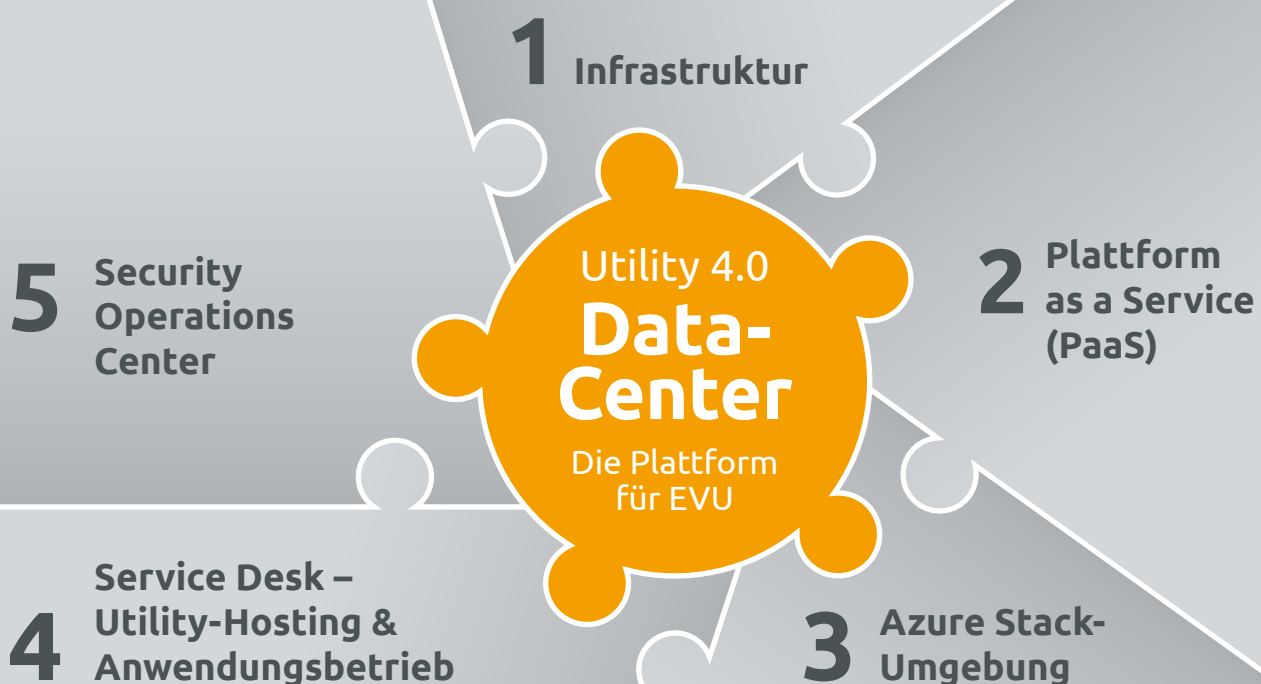 1 Infrastruktur
2 Plattform
as a Service
(PaaS)
3 Azure Stack-
Umgebung
4 Service Desk –
Utility-Hosting &
Anwendungsbetrieb
5 Security
Operations
Center
Utility 4.0
Data-
Center
Die Plattform
für EVU